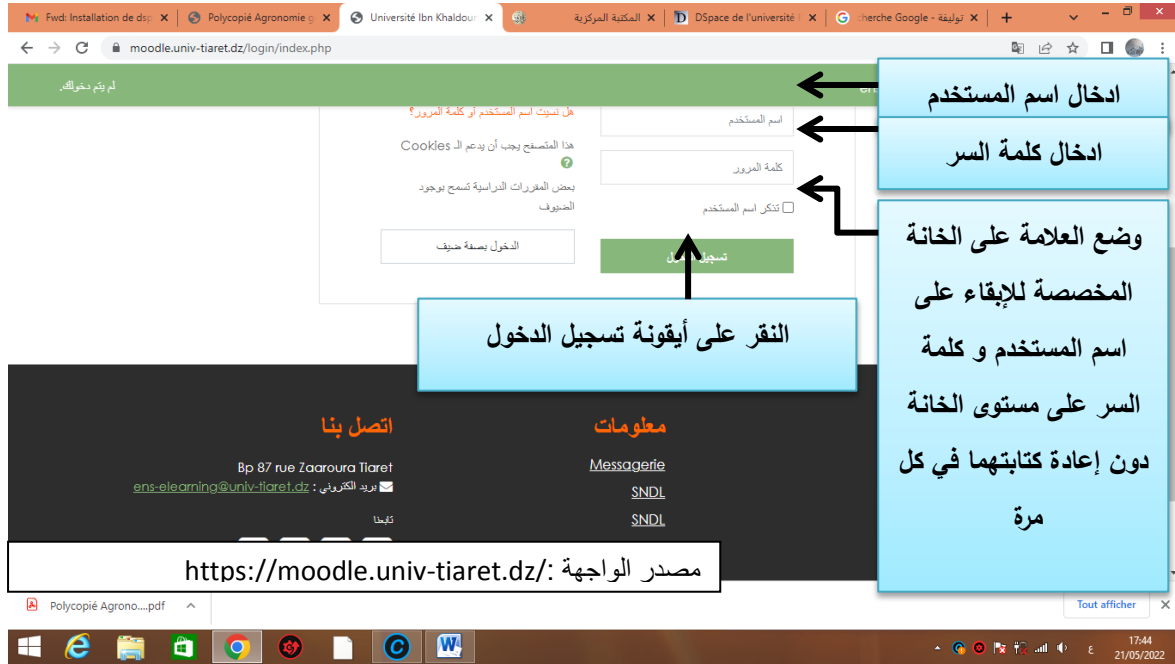 Fwd: Installation de dsp
Polycopié Agronomie g
Université Ibn Khaldour
المكتبة المركزية
DSpace de l'université
توليفة - herche Google
moodle.univ-tiaret.dz/login/index.php
لم يتم دخولك.
ادخال اسم المستخدم
هل نسيت اسم المستخدم أو كلمة المرور؟
اسم المستخدم
ادخال كلمة السر
هذا المتصفح يجب أن يدعم الـ Cookies
كلمة المرور
بعض المقررات الدراسية تسمح بوجود
الضيوف
تذكر اسم المستخدم
الدخول بصفة ضيف
تسجيل
وضع العلامة على الخانة
المخصصة للإبقاء على
اسم المستخدم و كلمة
السر على مستوى الخانة
دون إعادة كتابتهما في كل
مرة
النقر على أيقونة تسجيل الدخول
معلومات
Messagerie
SNDL
SNDL
اتصل بنا
Bp 87 rue Zaaroura Tiaret
بريد الكتروني : ens-elearning@univ-tiaret.dz
تابعنا
مصدر الواجهة :https://moodle.univ-tiaret.dz/
Polycopié Agrono....pdf
Tout afficher
ع
17:44
21/05/2022